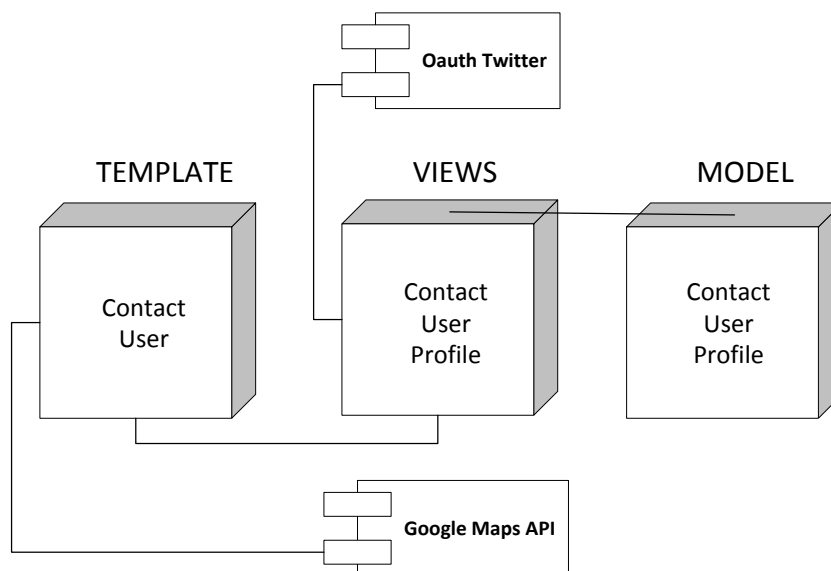 Oauth Twitter
TEMPLATE
VIEWS
MODEL
Contact
User
Contact
User
Profile
Contact
User
Profile
Google Maps API